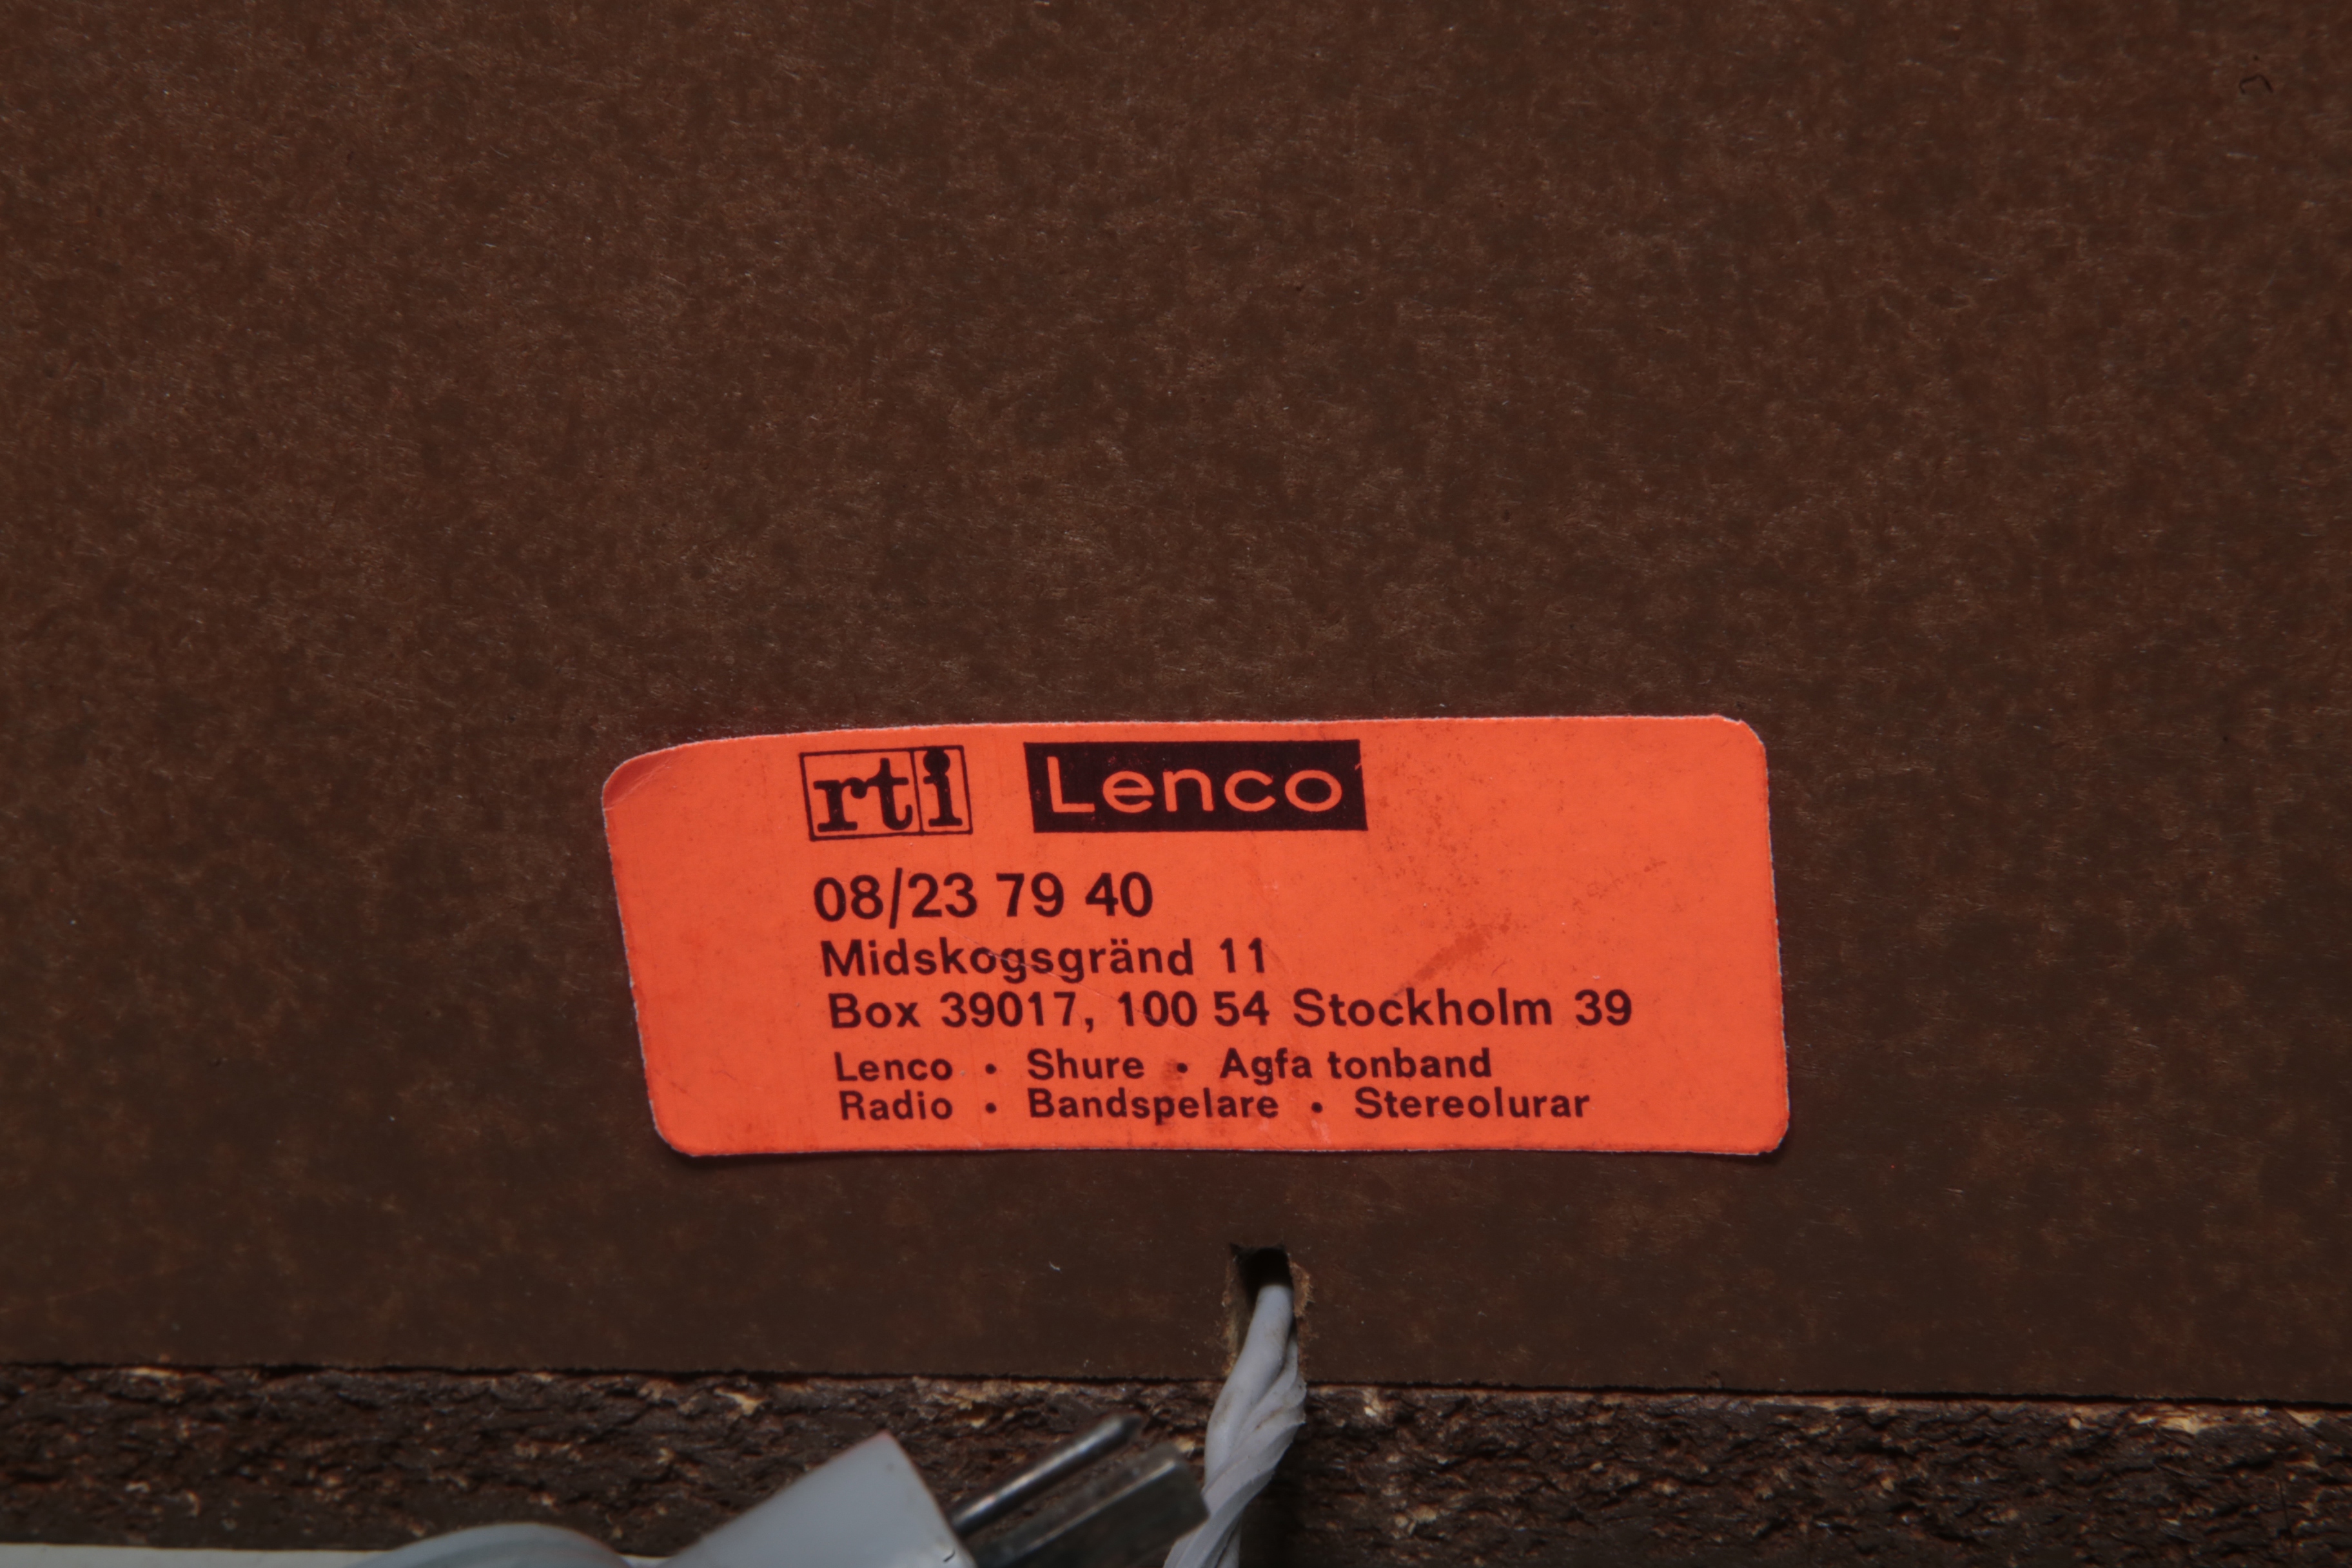 rti Lenco
08/23 79 40
Midskogsgränd 11
Box 39017, 100 54 Stockholm 39
Lenco • Shure • Agfa tonband
Radio • Bandspelare • Stereolurar